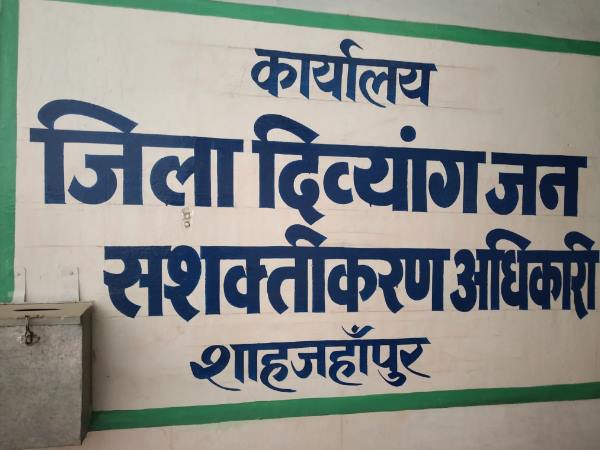 कार्यालय
जिला दिव्यांग जन
सशक्तीकरण अधिकारी
शाहजहाँपुर